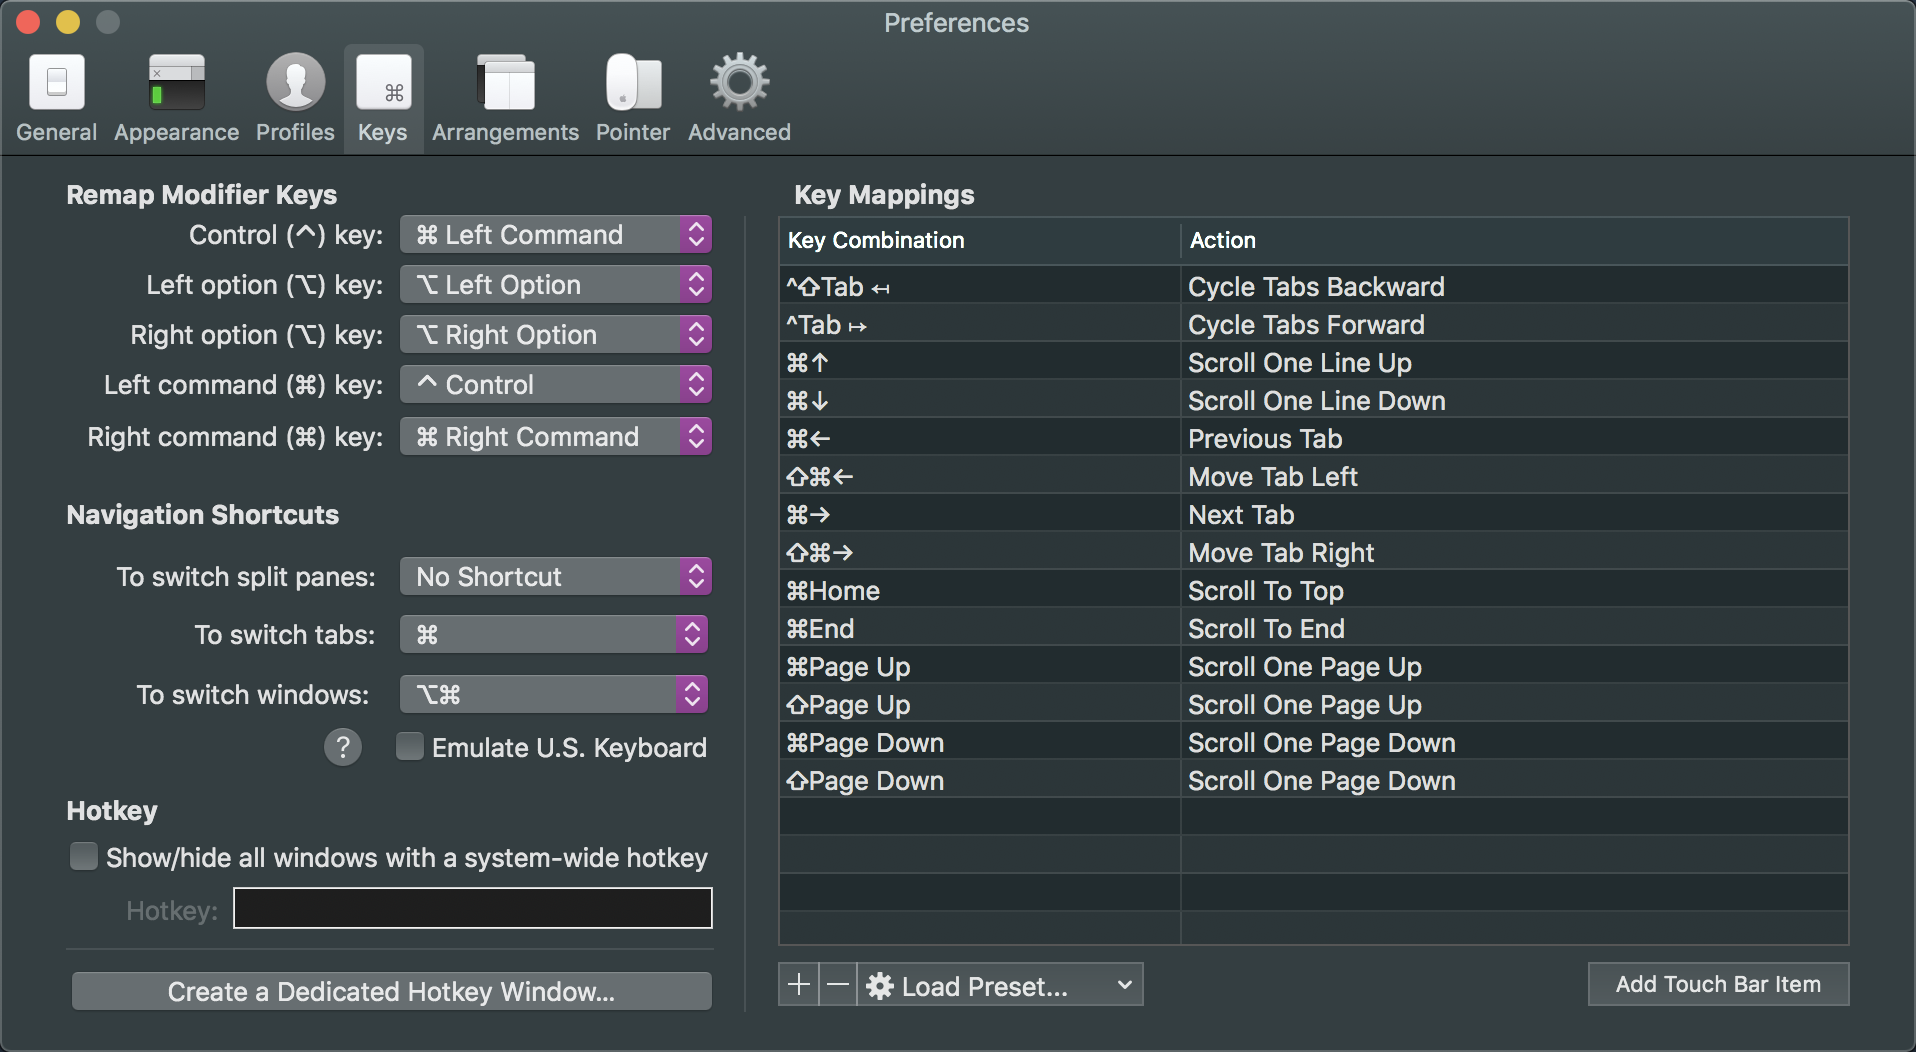 Preferences
General Appearance Profiles Keys Arrangements Pointer Advanced
Remap Modifier Keys
Control (^) key: ⌘ Left Command
Left option (⌥) key: ⌥ Left Option
Right option (⌥) key: ⌥ Right Option
Left command (⌘) key: ^ Control
Right command (⌘) key: ⌘ Right Command
Navigation Shortcuts
To switch split panes: No Shortcut
To switch tabs: ⌘
To switch windows: ⌥⌘
? Emulate U.S. Keyboard
Hotkey
Show/hide all windows with a system-wide hotkey
Hotkey:
Create a Dedicated Hotkey Window...
Key Mappings
Key Combination Action
^⇧Tab ↤ Cycle Tabs Backward
^Tab ↦ Cycle Tabs Forward
⌘↑ Scroll One Line Up
⌘↓ Scroll One Line Down
⌘← Previous Tab
⇧⌘← Move Tab Left
⌘→ Next Tab
⇧⌘→ Move Tab Right
⌘Home Scroll To Top
⌘End Scroll To End
⌘Page Up Scroll One Page Up
⇧Page Up Scroll One Page Up
⌘Page Down Scroll One Page Down
⇧Page Down Scroll One Page Down
+ − Load Preset... Add Touch Bar Item